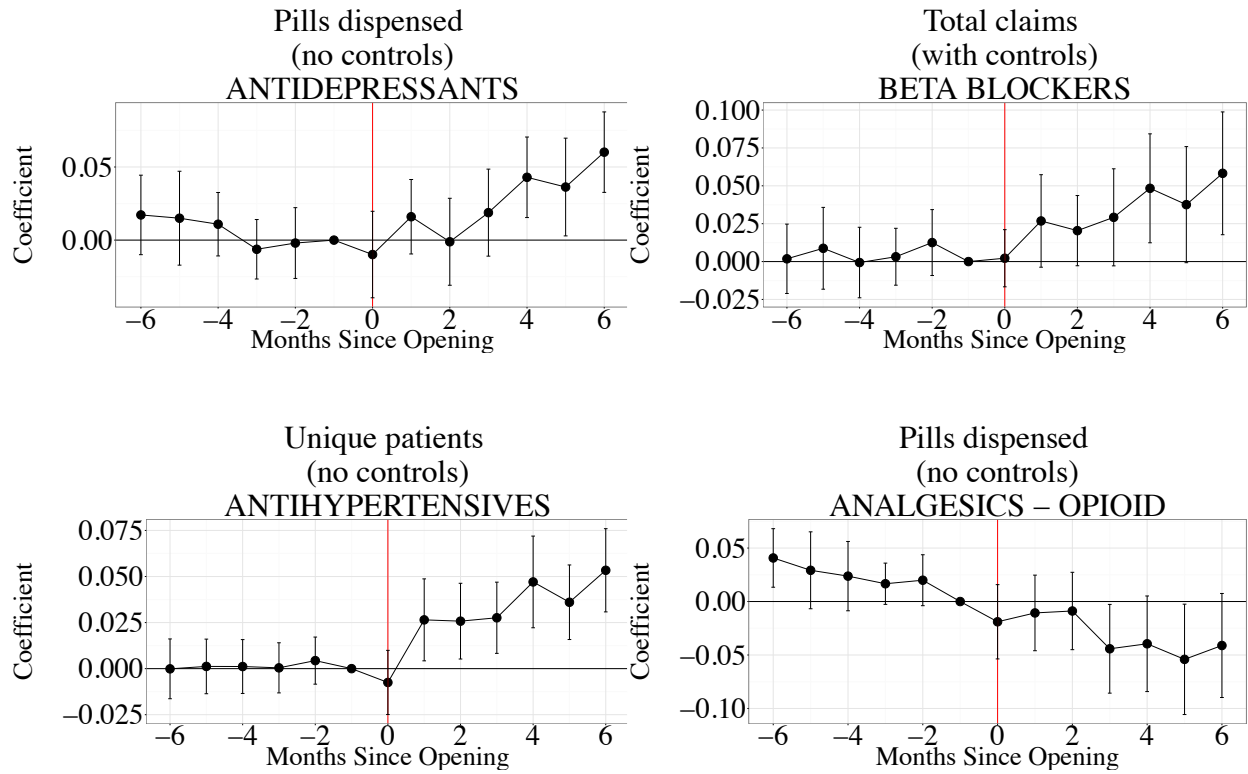 Pills dispensed
(no controls)
ANTIDEPRESSANTS
Coefficient
0.05
0.00
−6 −4 −2 0 2 4 6
Months Since Opening
Total claims
(with controls)
BETA BLOCKERS
Coefficient
0.100
0.075
0.050
0.025
0.000
−0.025
−6 −4 −2 0 2 4 6
Months Since Opening
Unique patients
(no controls)
ANTIHYPERTENSIVES
Coefficient
0.075
0.050
0.025
0.000
−0.025
−6 −4 −2 0 2 4 6
Months Since Opening
Pills dispensed
(no controls)
ANALGESICS − OPIOID
Coefficient
0.05
0.00
−0.05
−0.10
−6 −4 −2 0 2 4 6
Months Since Opening